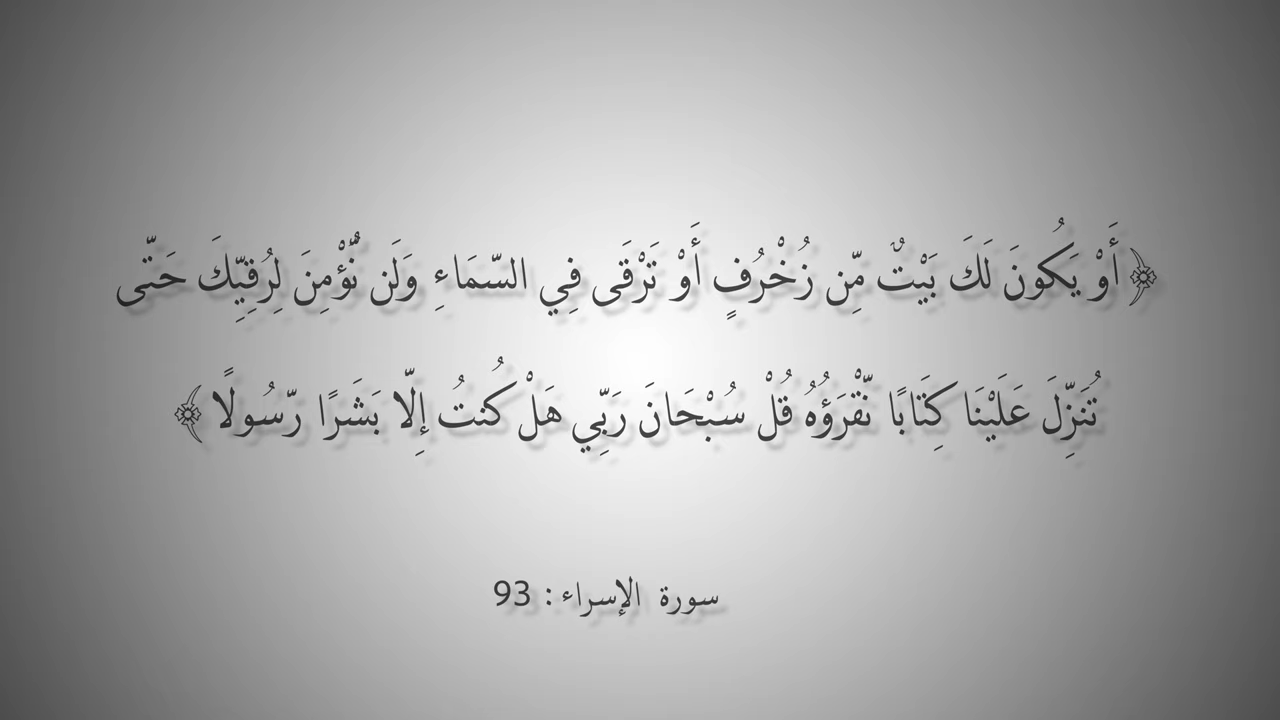 ﴿أَوْ يَكُونَ لَكَ بَيْتٌ مِّن زُخْرُفٍ أَوْ تَرْقَى فِي السَّمَاءِ وَلَن نُّؤْمِنَ لِرُقِيِّكَ حَتَّى
تُنَزِّلَ عَلَيْنَا كِتَابًا نَّقْرَؤُهُ قُلْ سُبْحَانَ رَبِّي هَلْ كُنتُ إِلَّا بَشَرًا رَّسُولًا﴾
سورة الإسراء : 93